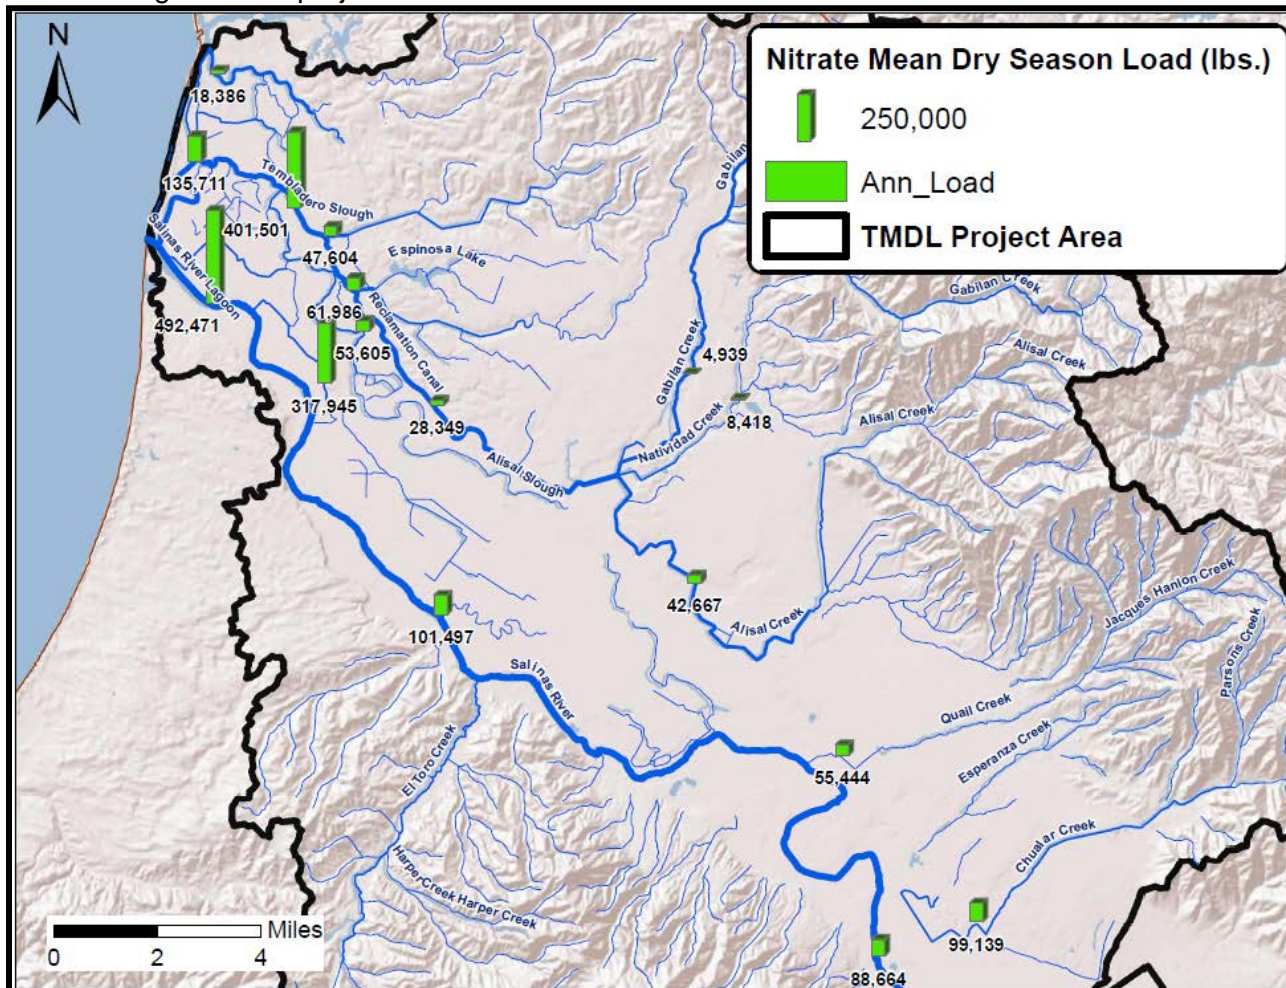 N
Nitrate Mean Dry Season Load (lbs.)
250,000
Ann_Load
TMDL Project Area
18,386
135,711
Tembladero Slough
401,501
Salinas River Lagoon
492,471
47,604
Espinosa Lake
61,986
Reclamation Canal
53,605
317,945
28,349
Alisal Slough
Gabilan
Gabilan Creek
Gabilan Creek
4,939
8,418
Natividad Creek
Alisal Creek
Alisal Creek
42,667
Alisal Creek
Jacques Hanlon Creek
Parsons Creek
101,497
Salinas River
El Toro Creek
Quail Creek
Esperanza Creek
55,444
Chualar Creek
Harper Creek
Harper Creek
99,139
88,664
Miles
0 2 4